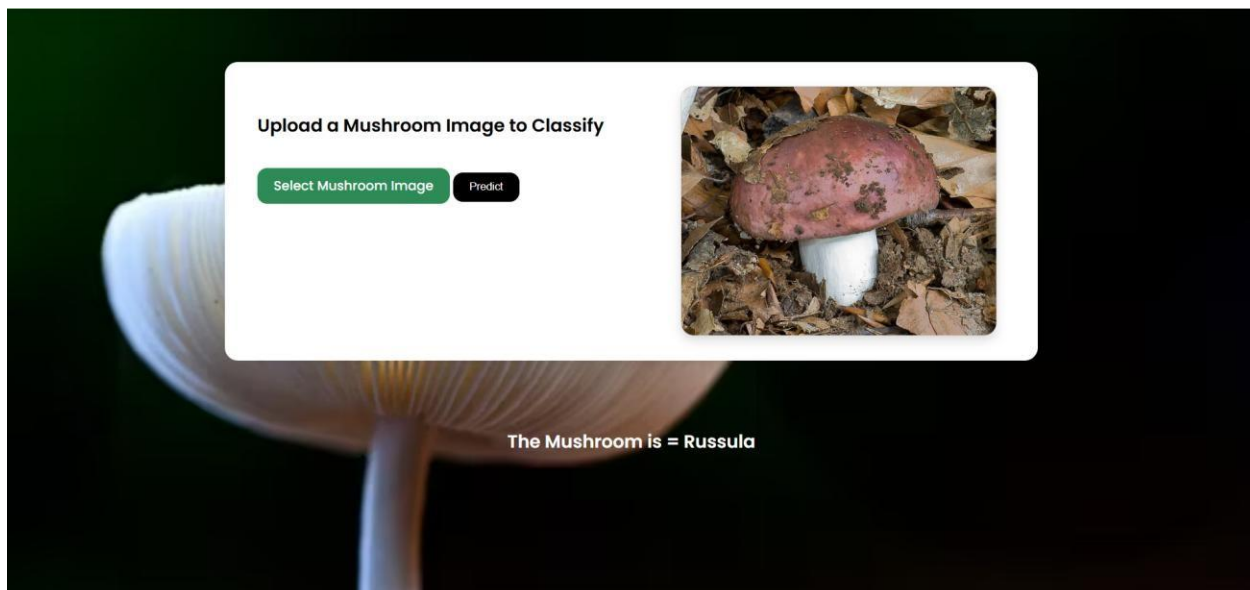 Upload a Mushroom Image to Classify
Select Mushroom Image
Predict
The Mushroom is = Russula